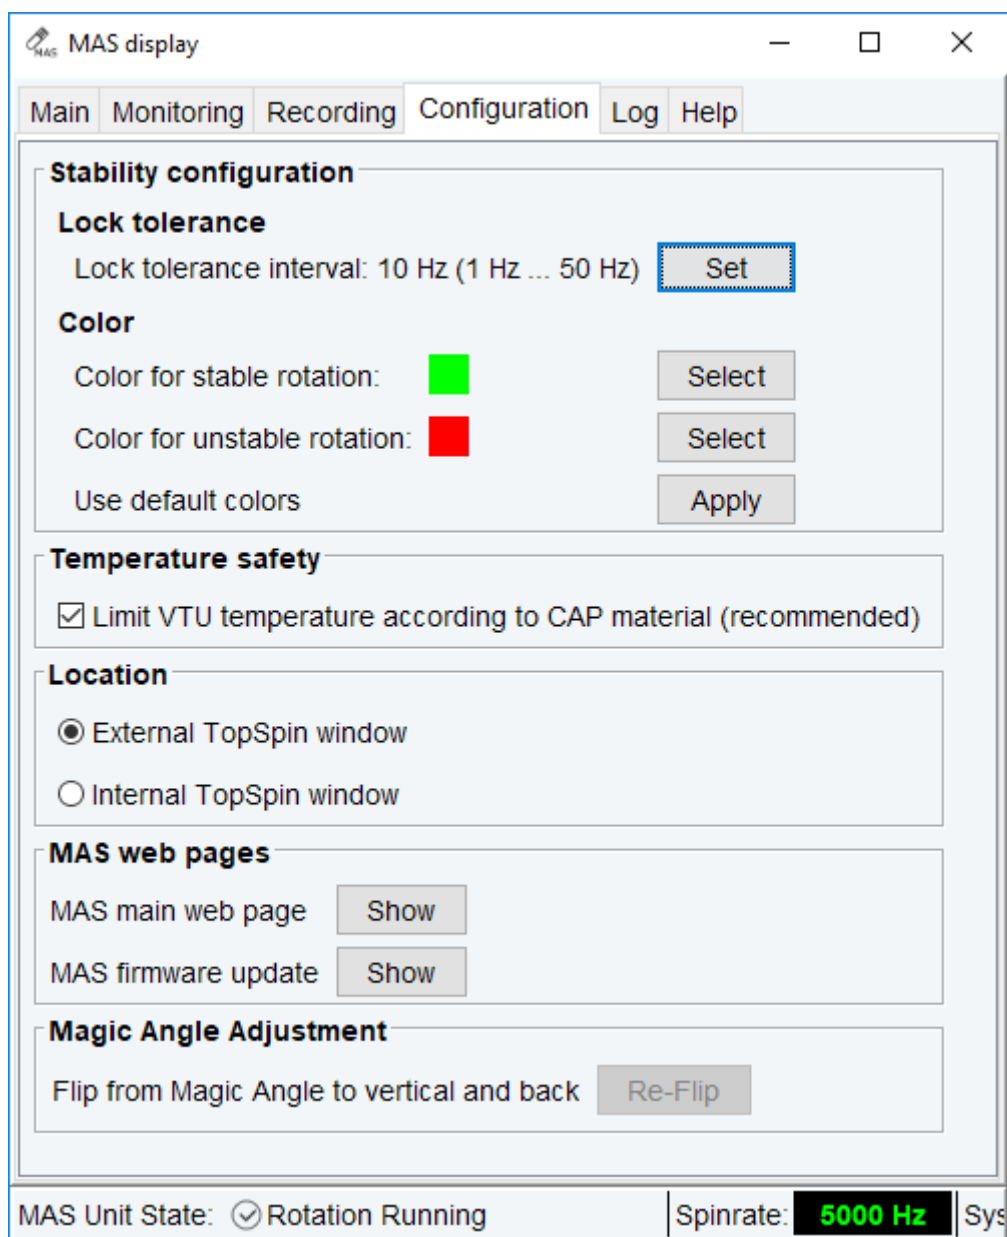 MAS MAS display
Main Monitoring Recording Configuration Log Help
Stability configuration
Lock tolerance
Lock tolerance interval: 10 Hz (1 Hz ... 50 Hz) Set
Color
Color for stable rotation: Select
Color for unstable rotation: Select
Use default colors Apply
Temperature safety
Limit VTU temperature according to CAP material (recommended)
Location
External TopSpin window
Internal TopSpin window
MAS web pages
MAS main web page Show
MAS firmware update Show
Magic Angle Adjustment
Flip from Magic Angle to vertical and back Re-Flip
MAS Unit State: Rotation Running Spinrate: 5000 Hz Sys